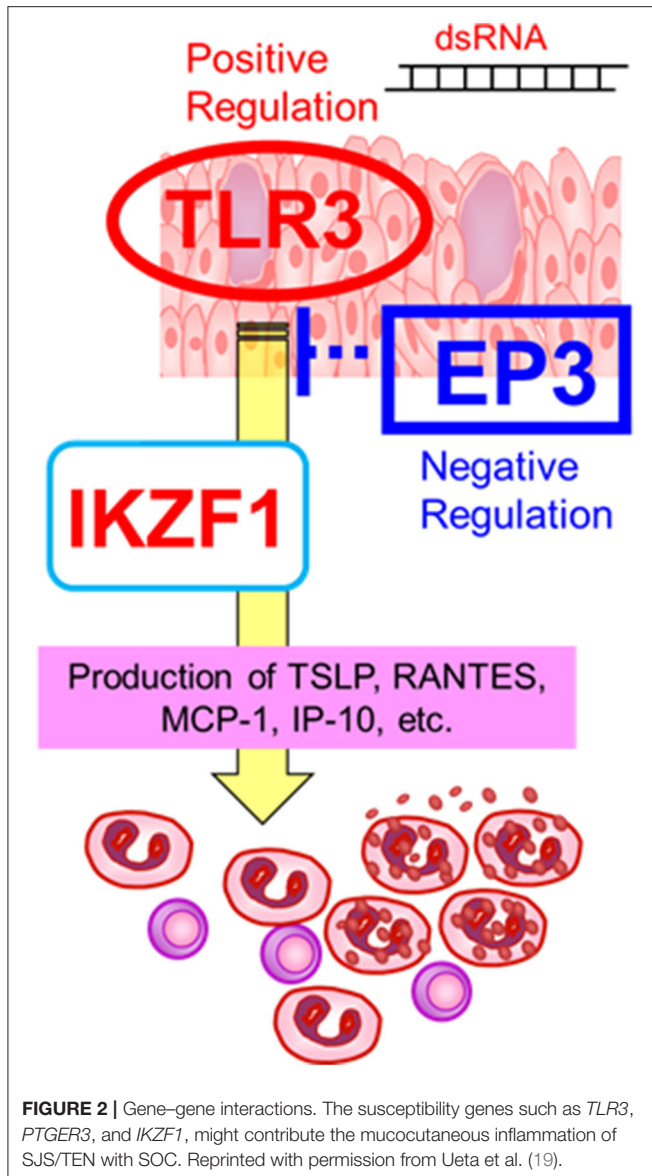 dsRNA
Positive
Regulation
TLR3
EP3
Negative
Regulation
IKZF1
Production of TSLP, RANTES,
MCP-1, IP-10, etc.
FIGURE 2 | Gene–gene interactions. The susceptibility genes such as TLR3,
PTGER3, and IKZF1, might contribute the mucocutaneous inflammation of
SJS/TEN with SOC. Reprinted with permission from Ueta et al. (19).